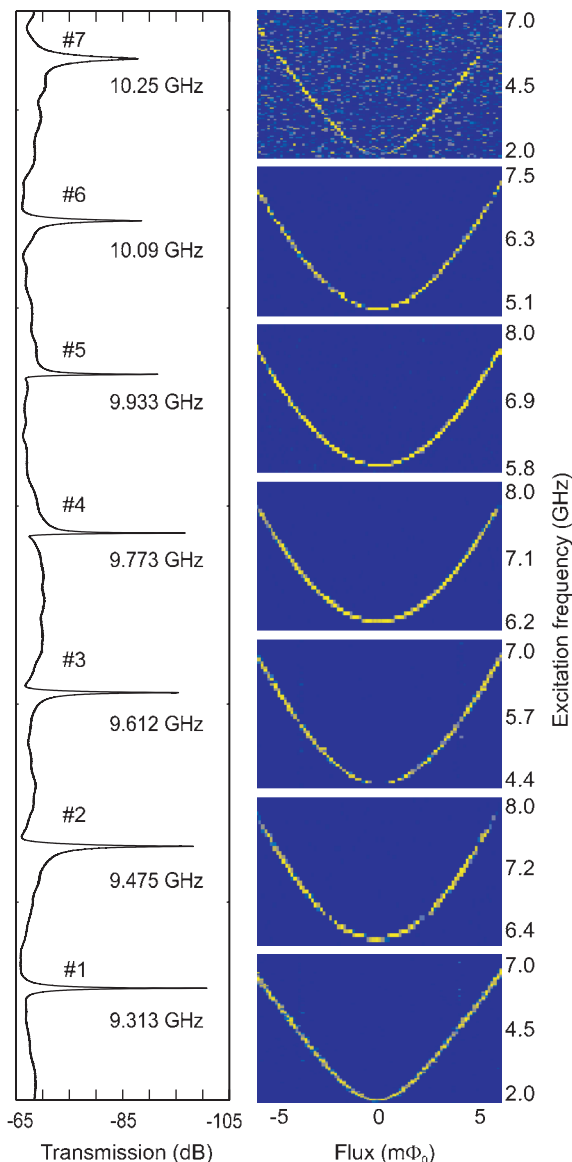 #7
10.25 GHz
#6
10.09 GHz
#5
9.933 GHz
#4
9.773 GHz
#3
9.612 GHz
#2
9.475 GHz
#1
9.313 GHz
-65 -85 -105
Transmission (dB)
7.0
4.5
2.0
7.5
6.3
5.1
8.0
6.9
5.8
8.0
7.1
6.2
7.0
5.7
4.4
8.0
7.2
6.4
7.0
4.5
2.0
Excitation frequency (GHz)
-5 0 5
Flux (mΦ₀)